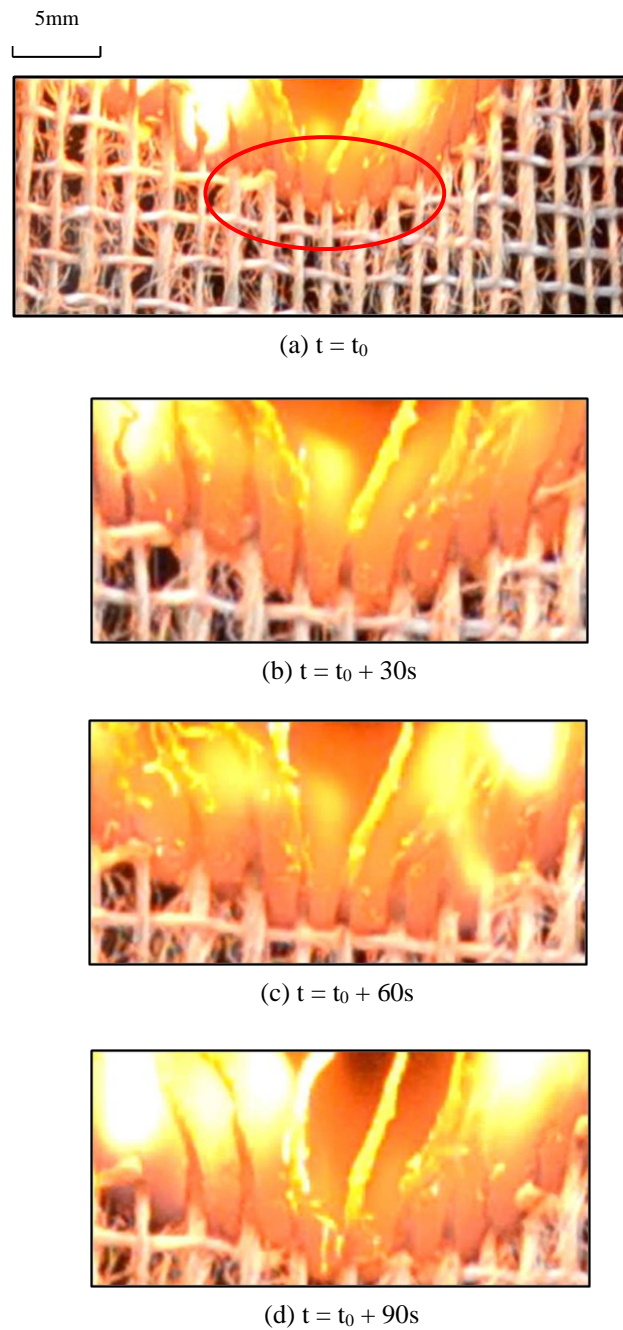 5mm
(a) t = t₀
(b) t = t₀ + 30s
(c) t = t₀ + 60s
(d) t = t₀ + 90s